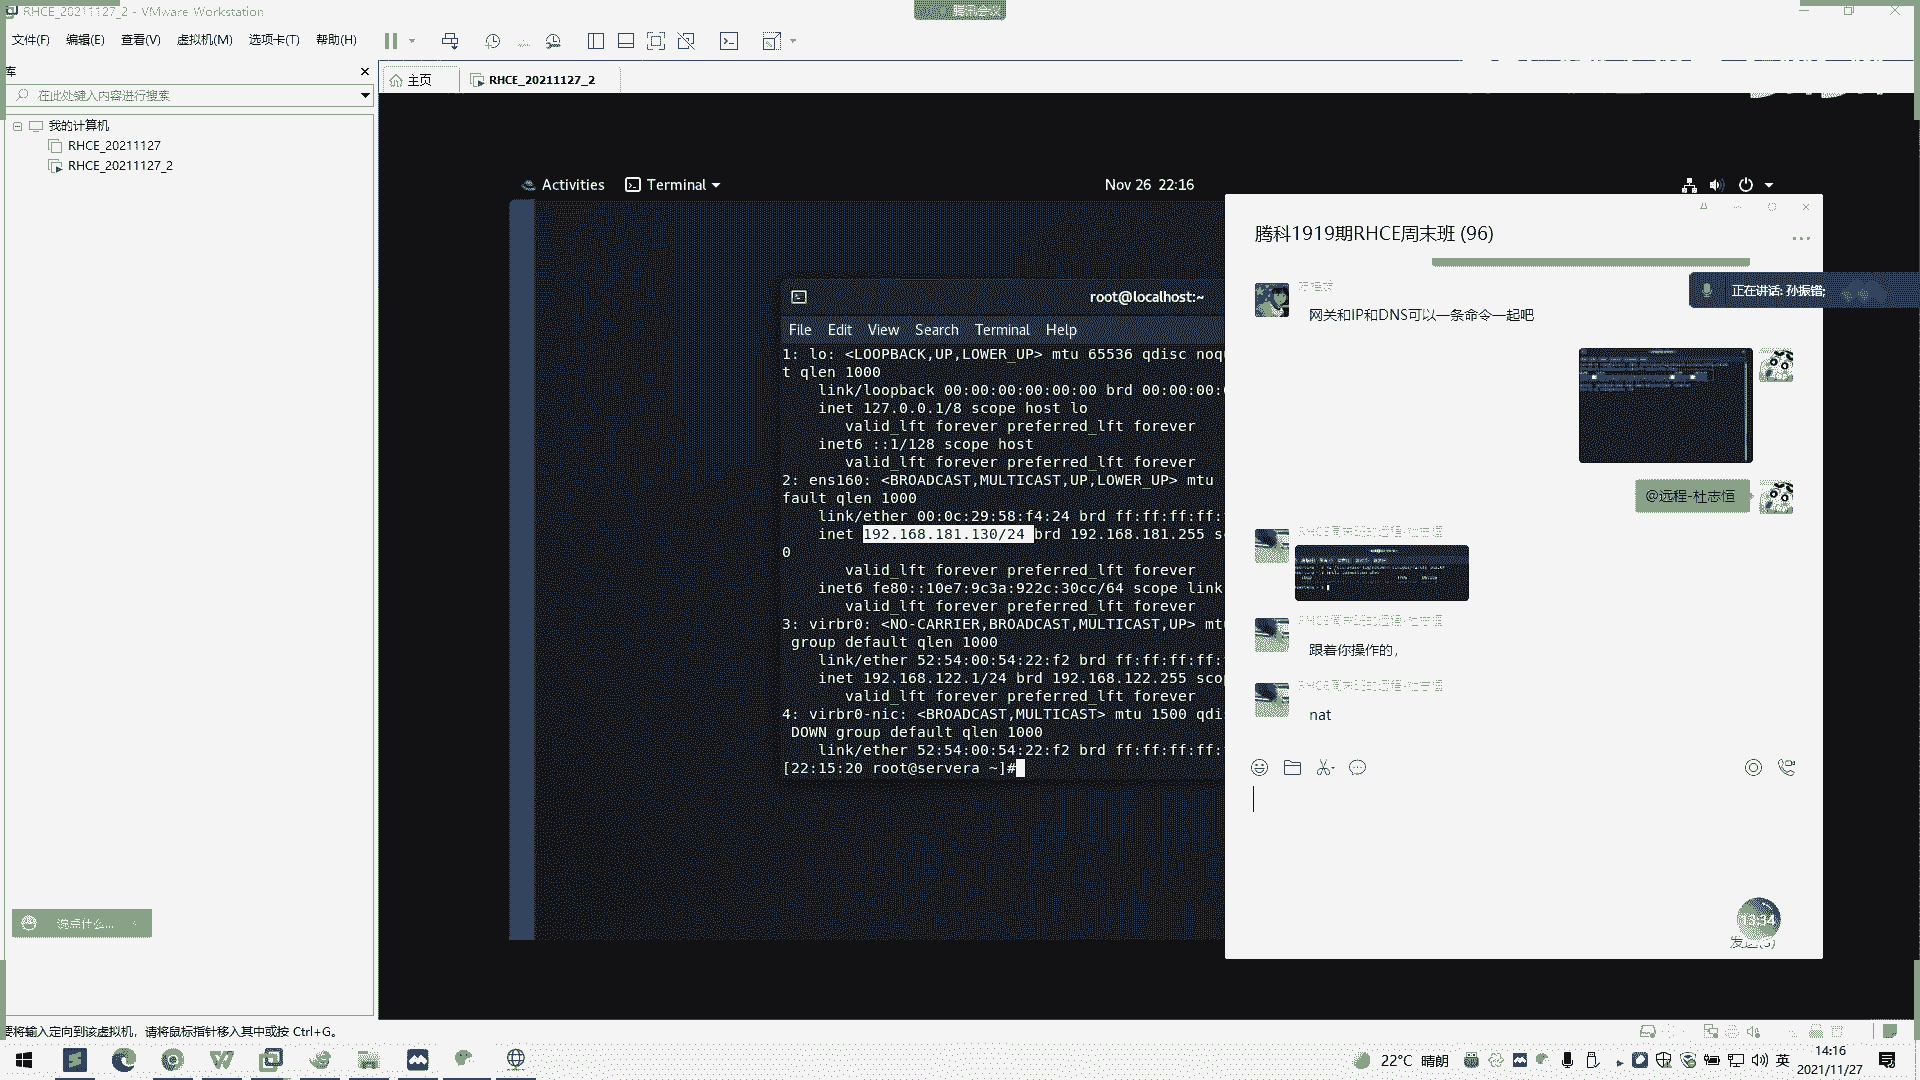 RHCE_20211127_2 - VMware Workstation
腾讯会议
文件(F) 编辑(E) 查看(V) 虚拟机(M) 选项卡(T) 帮助(H)
库
在此处键入内容进行搜索
主页
RHCE_20211127_2
我的计算机
RHCE_20211127
RHCE_20211127_2
Activities Terminal
Nov 26 22:16
root@localhost:~
File Edit View Search Terminal Help
1: lo: <LOOPBACK,UP,LOWER_UP> mtu 65536 qdisc noqu
t qlen 1000
link/loopback 00:00:00:00:00:00 brd 00:00:00:
inet 127.0.0.1/8 scope host lo
valid_lft forever preferred_lft forever
inet6 ::1/128 scope host
valid_lft forever preferred_lft forever
2: ens160: <BROADCAST,MULTICAST,UP,LOWER_UP> mtu
fault qlen 1000
link/ether 00:0c:29:58:f4:24 brd ff:ff:ff:ff:
inet 192.168.181.130/24 brd 192.168.181.255 s
0
valid_lft forever preferred_lft forever
inet6 fe80::10e7:9c3a:922c:30cc/64 scope link
valid_lft forever preferred_lft forever
3: virbr0: <NO-CARRIER,BROADCAST,MULTICAST,UP> mtu
group default qlen 1000
link/ether 52:54:00:54:22:f2 brd ff:ff:ff:ff:
inet 192.168.122.1/24 brd 192.168.122.255 scop
valid_lft forever preferred_lft forever
4: virbr0-nic: <BROADCAST,MULTICAST> mtu 1500 qdi
DOWN group default qlen 1000
link/ether 52:54:00:54:22:f2 brd ff:ff:ff:ff:
[22:15:20 root@servera ~]#
腾科1919期RHCE周末班 (96)
正在讲话: 孙振锴;
网关和IP和DNS可以一条命令一起吧
@远程-杜志恒
跟着你操作的，
nat
13:34
发送(S)
说点什么...
要将输入定向到该虚拟机，请将鼠标指针移入其中或按 Ctrl+G。
22°C 晴朗
英
14:16
2021/11/27